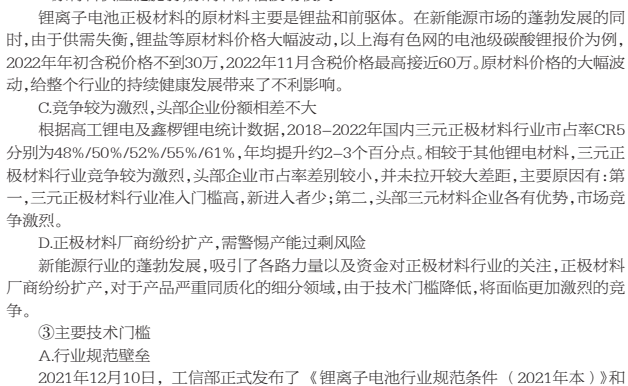 锂离子电池正极材料的原材料主要是锂盐和前驱体。在新能源市场的蓬勃发展的同
时,由于供需失衡,锂盐等原材料价格大幅波动,以上海有色网的电池级碳酸锂报价为例,
2022年年初含税价格不到30万,2022年11月含税价格最高接近60万。原材料价格的大幅波
动,给整个行业的持续健康发展带来了不利影响。
C.竞争较为激烈,头部企业份额相差不大
根据高工锂电及鑫椤锂电统计数据,2018-2022年国内三元正极材料行业市占率CR5
分别为48%/50%/52%/55%/61%,年均提升约2-3个百分点。相较于其他锂电材料,三元正
极材料行业竞争较为激烈,头部企业市占率差别较小,并未拉开较大差距,主要原因有:第
一,三元正极材料行业准入门槛高,新进入者少;第二,头部三元材料企业各有优势,市场竞
争激烈。
D.正极材料厂商纷纷扩产,需警惕产能过剩风险
新能源行业的蓬勃发展,吸引了各路力量以及资金对正极材料行业的关注,正极材料
厂商纷纷扩产,对于产品严重同质化的细分领域,由于技术门槛降低,将面临更加激烈的竞
争。
③主要技术门槛
A.行业规范壁垒
2021年12月10日，工信部正式发布了《锂离子电池行业规范条件（2021年本）》和